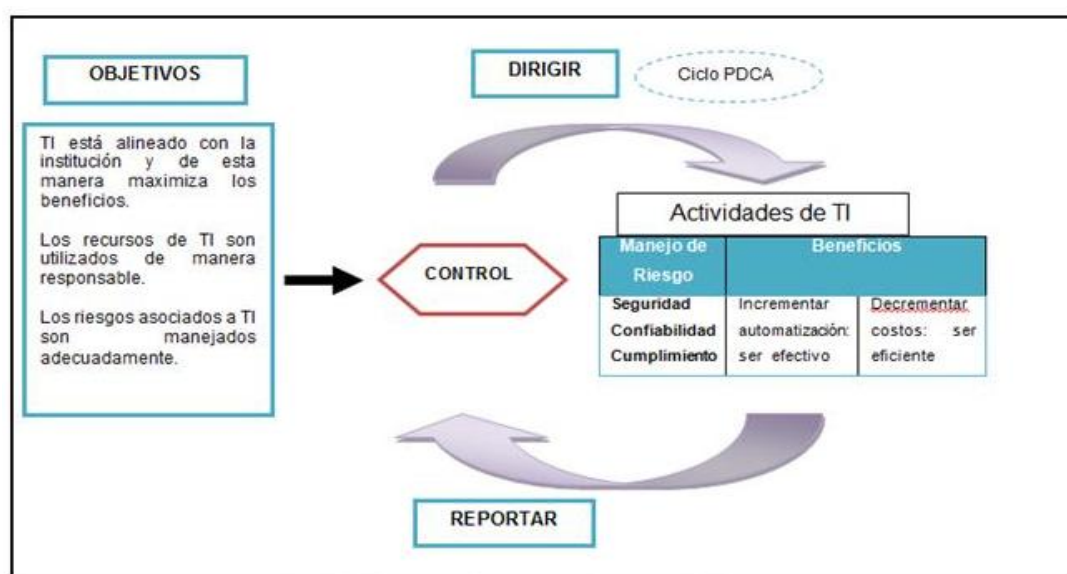 OBJETIVOS
TI está alineado con la
institución y de esta
manera maximiza los
beneficios.
Los recursos de TI son
utilizados de manera
responsable.
Los riesgos asociados a TI
son manejados
adecuadamente.
DIRIGIR
Ciclo PDCA
CONTROL
Actividades de TI
Manejo de
Riesgo
Beneficios
Seguridad
Confiabilidad
Cumplimiento
Incrementar
automatización:
ser efectivo
Decrementar
costos: ser
eficiente
REPORTAR